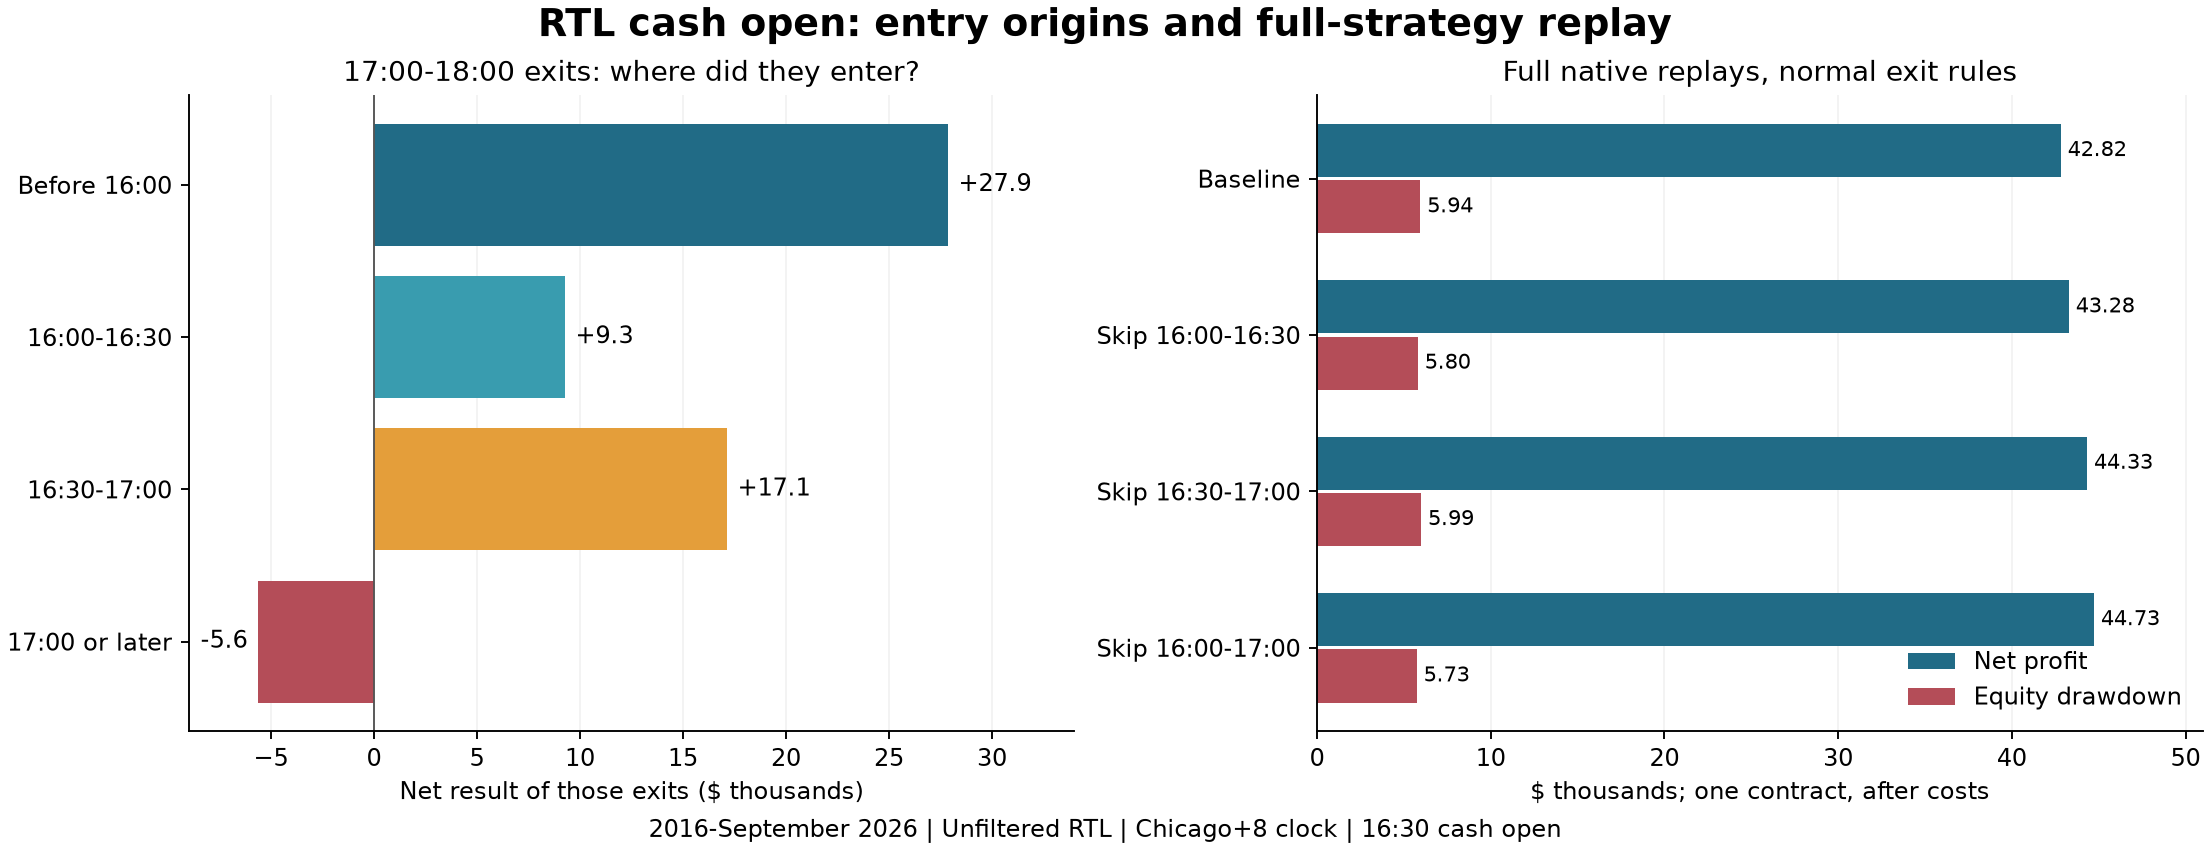 RTL cash open: entry origins and full-strategy replay
17:00-18:00 exits: where did they enter?
Before 16:00
+27.9
16:00-16:30
+9.3
16:30-17:00
+17.1
17:00 or later
-5.6
−5 0 5 10 15 20 25 30
Net result of those exits ($ thousands)
Full native replays, normal exit rules
Baseline
42.82
5.94
Skip 16:00-16:30
43.28
5.80
Skip 16:30-17:00
44.33
5.99
Skip 16:00-17:00
44.73
5.73
Net profit
Equity drawdown
0 10 20 30 40 50
$ thousands; one contract, after costs
2016-September 2026 | Unfiltered RTL | Chicago+8 clock | 16:30 cash open